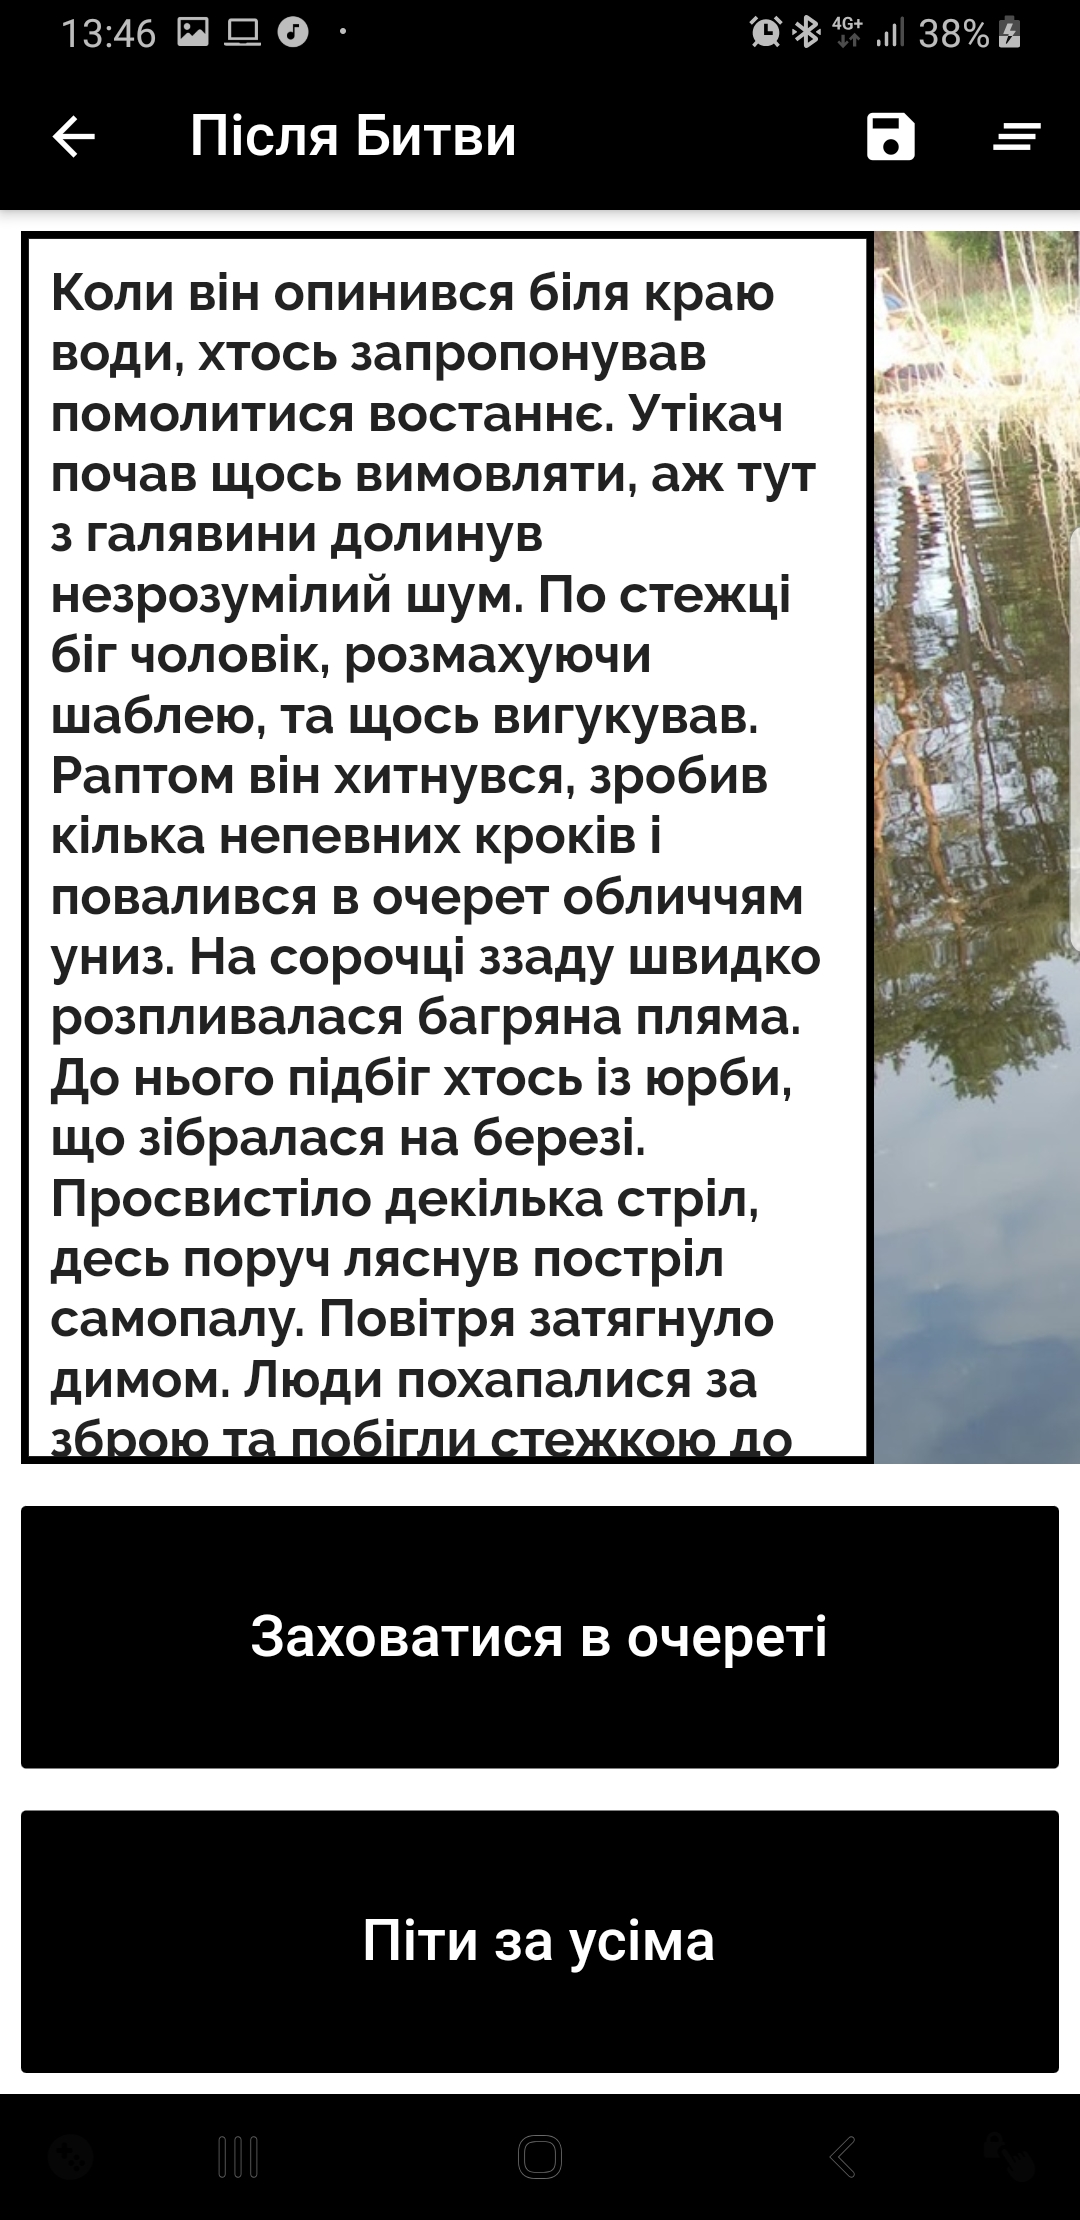 13:46
4G+
38%
Після Битви
Коли він опинився біля краю
води, хтось запропонував
помолитися востаннє. Утікач
почав щось вимовляти, аж тут
з галявини долинув
незрозумілий шум. По стежці
біг чоловік, розмахуючи
шаблею, та щось вигукував.
Раптом він хитнувся, зробив
кілька непевних кроків і
повалився в очерет обличчям
униз. На сорочці ззаду швидко
розпливалася багряна пляма.
До нього підбіг хтось із юрби,
що зібралася на березі.
Просвистіло декілька стріл,
десь поруч ляснув постріл
самопалу. Повітря затягнуло
димом. Люди похапалися за
зброю та побігли стежкою до
Заховатися в очереті
Піти за усіма